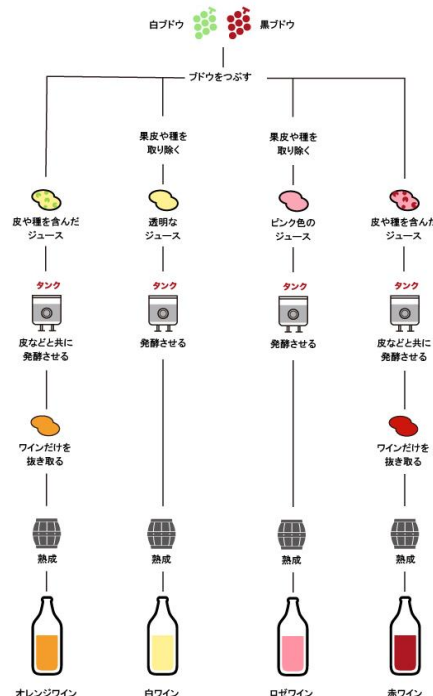 白ブドウ 黒ブドウ
ブドウをつぶす
果皮や種を
取り除く
果皮や種を
取り除く
皮や種を含んだ
ジュース
透明な
ジュース
ピンク色の
ジュース
皮や種を含んだ
ジュース
タンク タンク タンク タンク
皮などと共に
発酵させる
発酵させる
発酵させる
皮などと共に
発酵させる
ワインだけを
抜き取る
ワインだけを
抜き取る
熟成 熟成 熟成 熟成
オレンジワイン 白ワイン ロゼワイン 赤ワイン